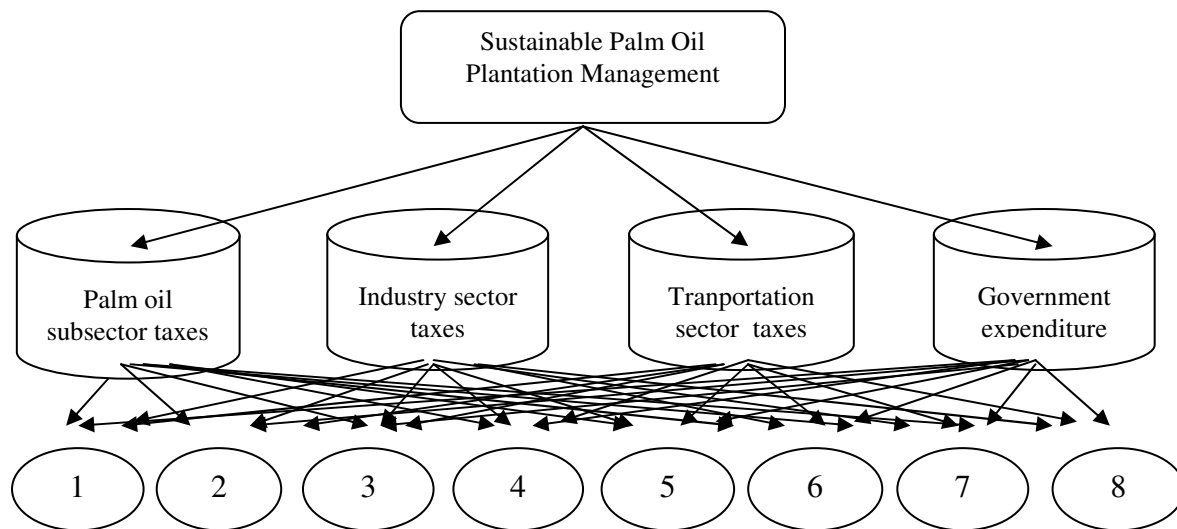 Sustainable Palm Oil
Plantation Management
Palm oil
subsector taxes
Industry sector
taxes
Tranportation
sector taxes
Government
expenditure
1 2 3 4 5 6 7 8